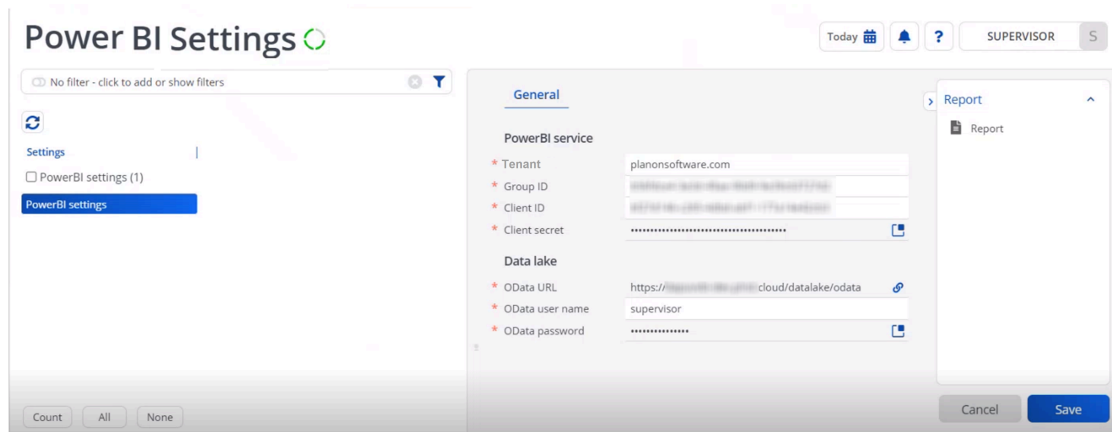 Power BI Settings
Today
?
SUPERVISOR
S
No filter - click to add or show filters
Settings
PowerBI settings (1)
PowerBI settings
Count
All
None
General
PowerBI service
* Tenant planonsoftware.com
* Group ID
* Client ID
* Client secret ••••••••••••••••••••••••••••••••••••••••
Data lake
* OData URL https:// cloud/datalake/odata
* OData user name supervisor
* OData password •••••••••••••••
Report
Report
Cancel
Save